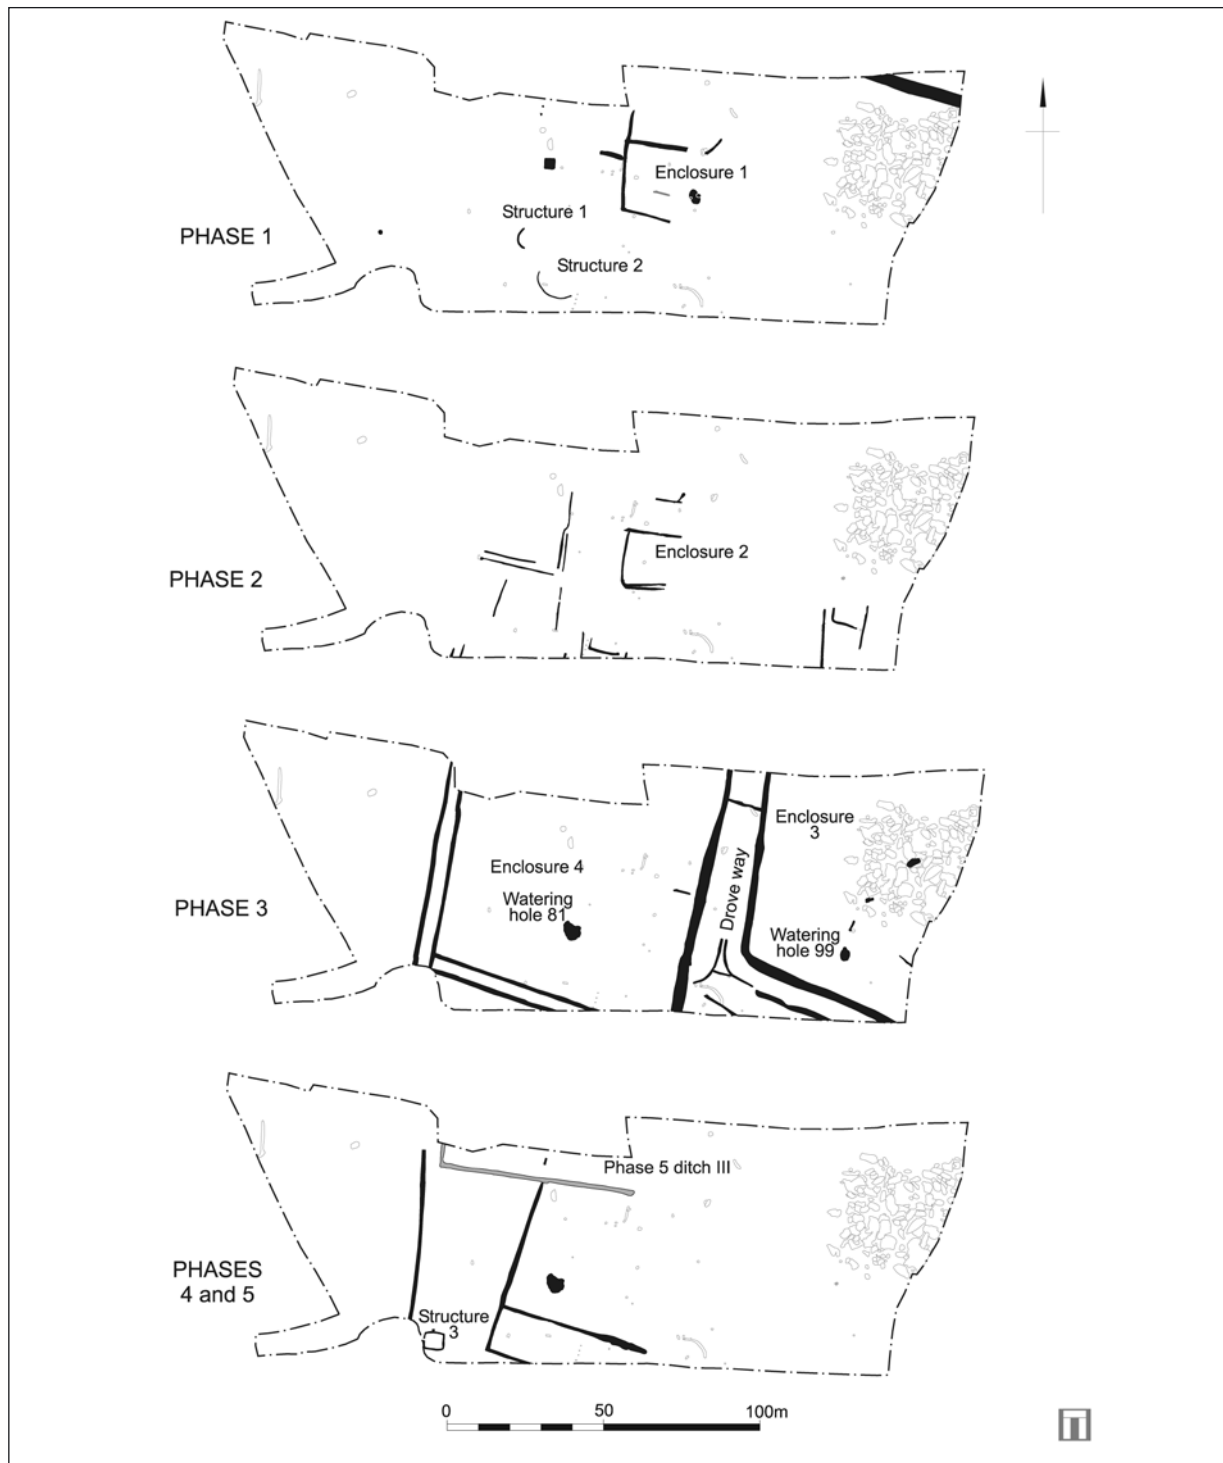 Enclosure 1
Structure 1
PHASE 1
Structure 2
Enclosure 2
PHASE 2
Enclosure
3
Enclosure 4
Drove way
Watering
hole 81
PHASE 3
Watering
hole 99
Phase 5 ditch III
PHASES
4 and 5
Structure
3
0 50 100m